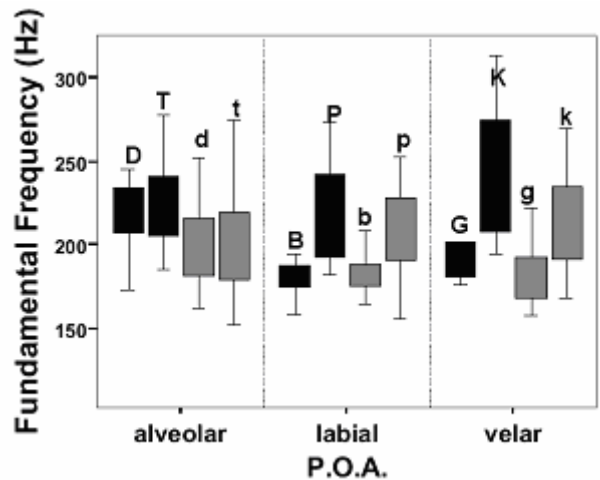 Fundamental Frequency (Hz)
300
250
200
150
D T d t
B P b p
G K g k
alveolar labial velar
P.O.A.